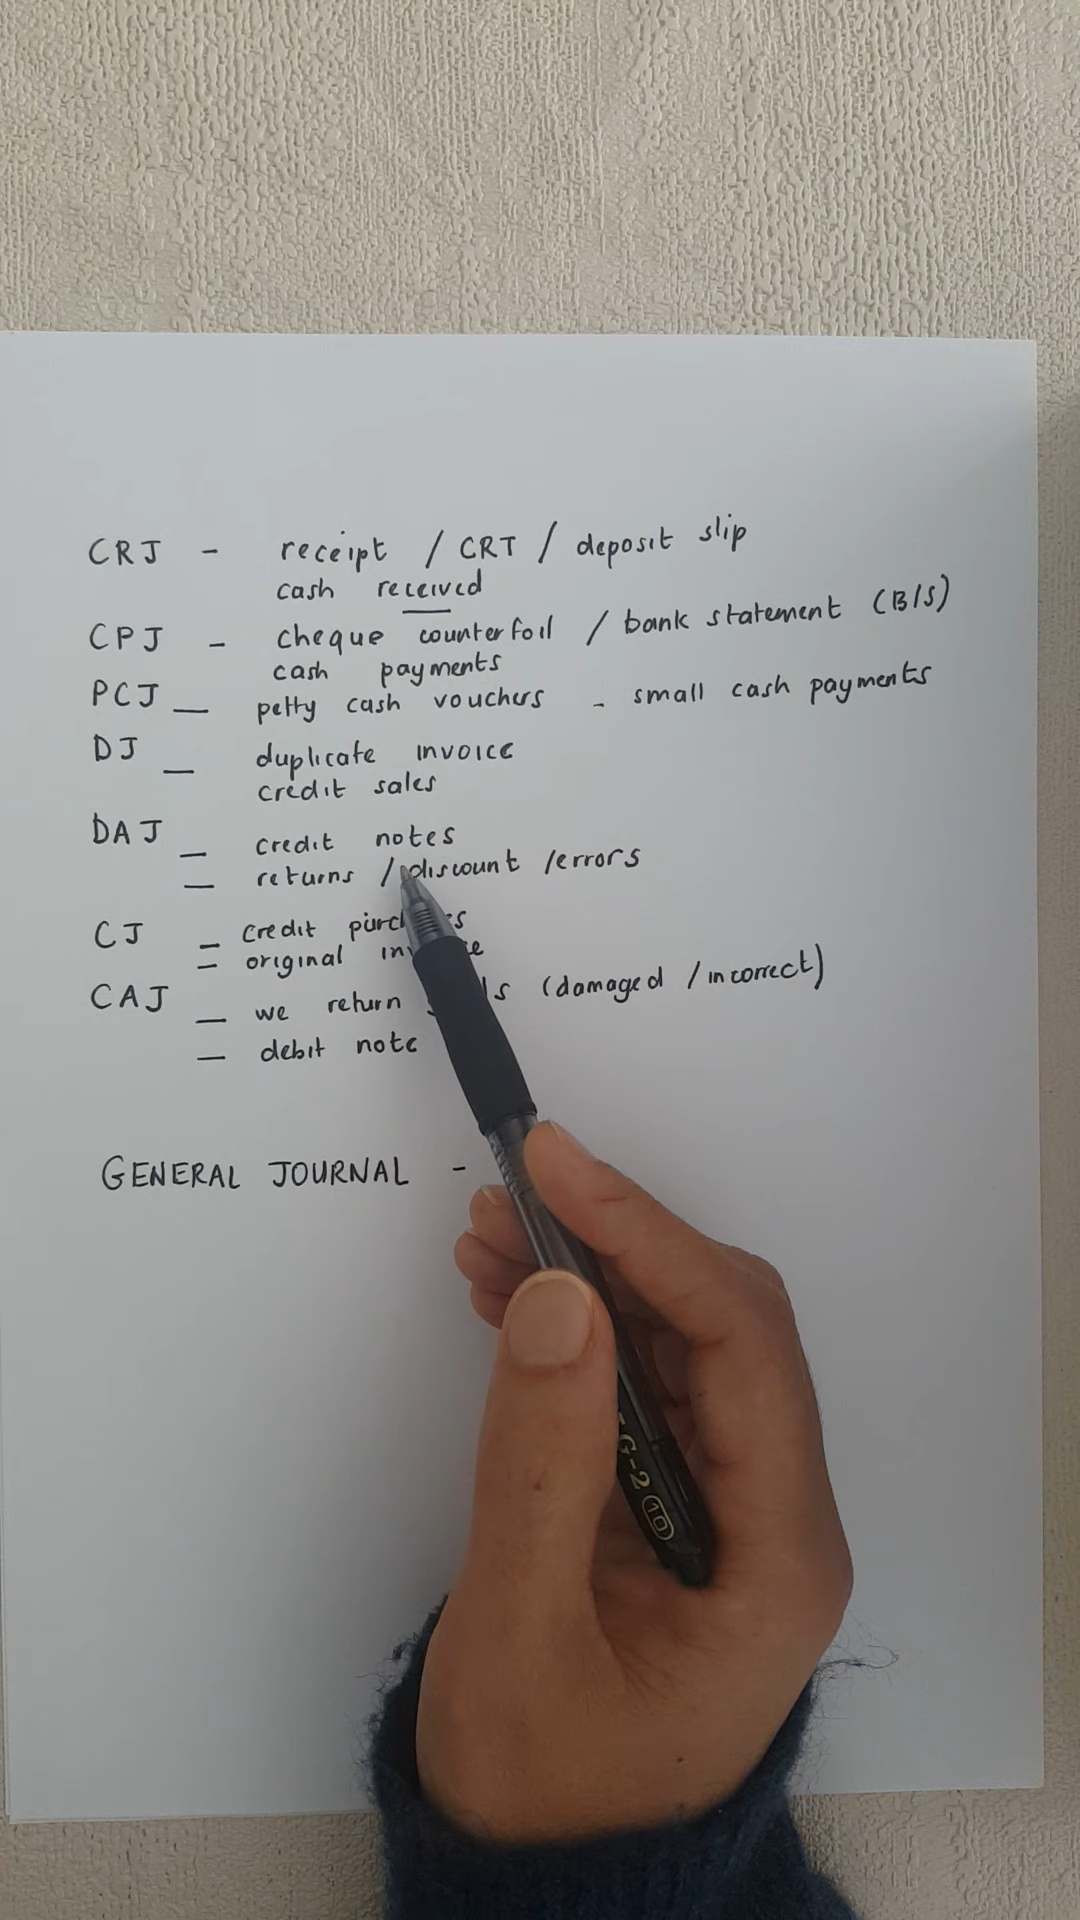 CRJ - receipt / CRT / deposit slip
cash received
CPJ - cheque counterfoil / bank statement (B/S)
cash payments
PCJ - petty cash vouchers - small cash payments
DJ - duplicate invoice
credit sales
DAJ - credit notes
- returns / discount / errors
CJ - credit
- original
CAJ - we return (damaged / incorrect)
- debit note
GENERAL JOURNAL -
G-2 10